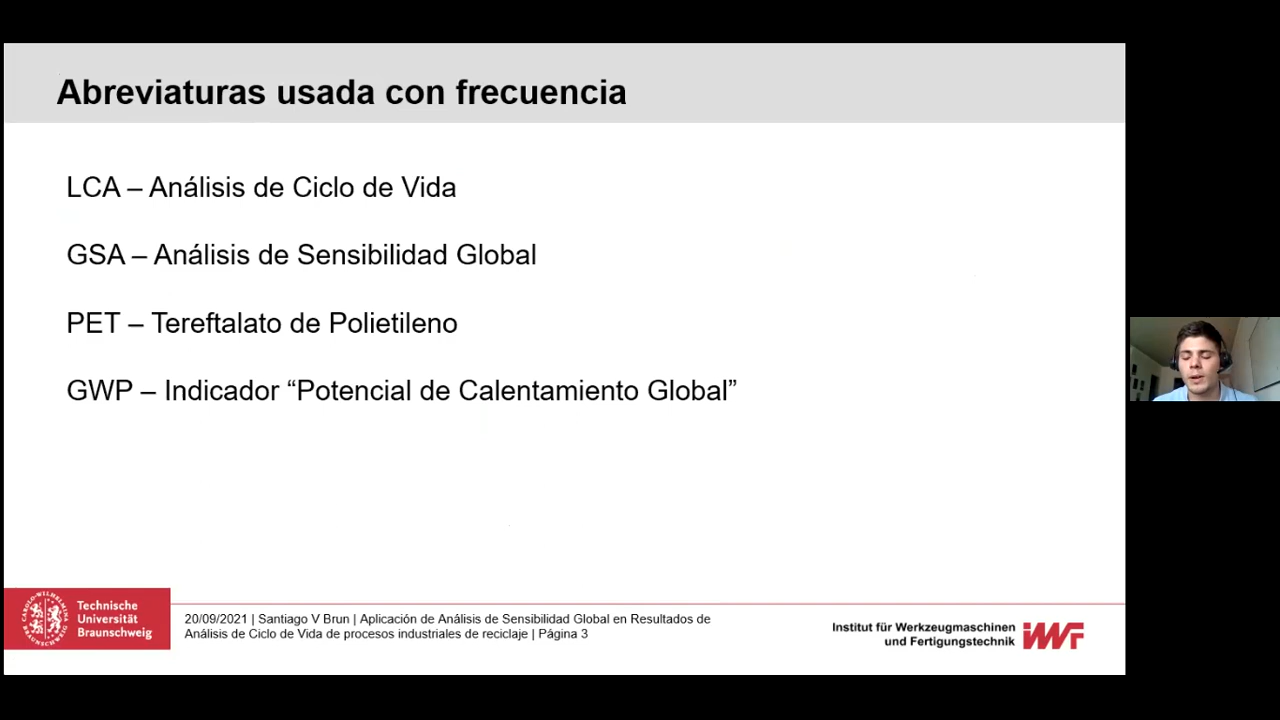 Abreviaturas usada con frecuencia
LCA – Análisis de Ciclo de Vida
GSA – Análisis de Sensibilidad Global
PET – Tereftalato de Polietileno
GWP – Indicador “Potencial de Calentamiento Global”
CAROLO-WILHELMINA
BRAUNSCHWEIG
Technische
Universität
Braunschweig
20/09/2021 | Santiago V Brun | Aplicación de Análisis de Sensibilidad Global en Resultados de
Análisis de Ciclo de Vida de procesos industriales de reciclaje | Página 3
Institut für Werkzeugmaschinen
und Fertigungstechnik
iWF